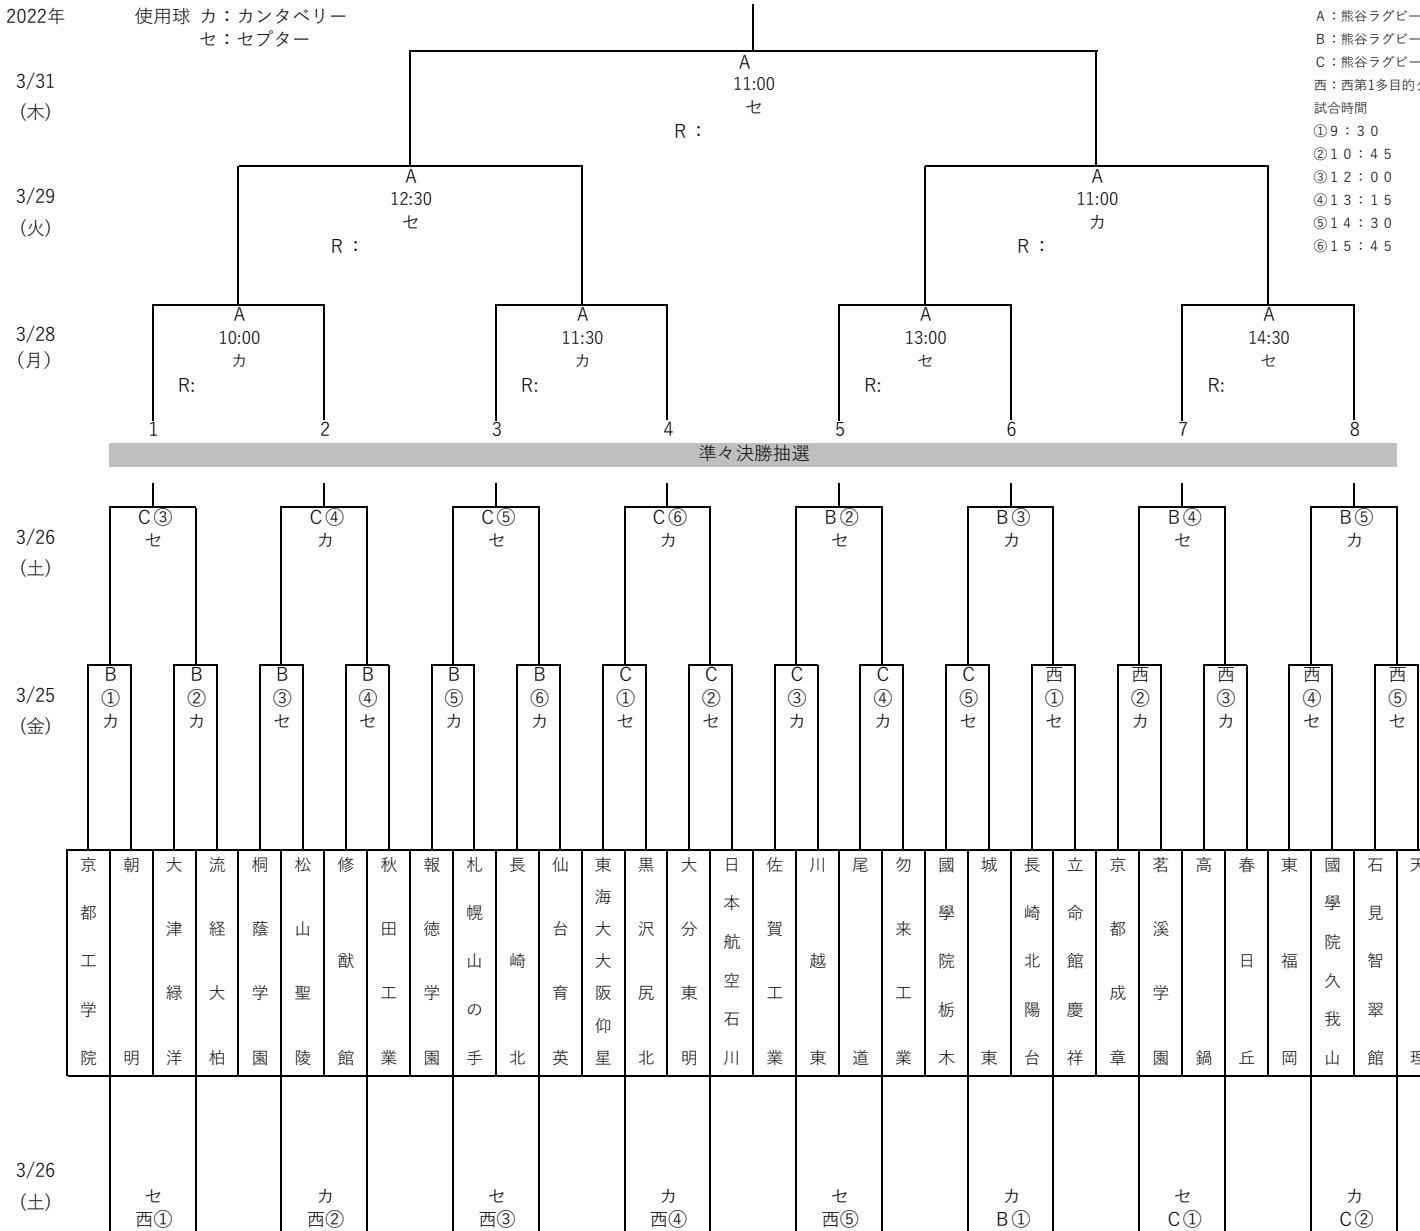 2022年
使用球 カ：カンタベリー
セ：セプター
A：熊谷ラグビー
B：熊谷ラグビー
C：熊谷ラグビー
西：西第1多目的
試合時間
①9：30
②10：45
③12：00
④13：15
⑤14：30
⑥15：45
3/31
(木)
A
11:00
セ
R：
3/29
(火)
A
12:30
セ
R：
A
11:00
カ
R：
3/28
(月)
A
10:00
カ
R:
A
11:30
カ
R:
A
13:00
セ
R:
A
14:30
セ
R:
1 2 3 4 5 6 7 8
準々決勝抽選
3/26
(土)
C③ C④ C⑤ C⑥ B② B③ B④ B⑤
セ カ セ カ セ カ セ カ
3/25
(金)
B B B B B B C C C C C 西 西 西 西 西
① ② ③ ④ ⑤ ⑥ ① ② ③ ④ ⑤ ① ② ③ ④ ⑤
カ カ セ セ カ カ セ セ カ カ セ セ カ カ セ セ
京都工学院
朝明
大津緑洋
流経大柏
桐蔭学園
松山聖陵
修猷館
秋田工業
報徳学園
札幌山の手
長崎北
仙台育英
東海大大阪仰星
黒沢尻北
大分東明
日本航空石川
佐賀工業
川越東
尾道
勿来工業
國學院栃木
城東
長崎北陽台
立命館慶祥
京都成章
茗溪学園
高鍋
春日丘
東福岡
國學院久我山
石見智翠館
天理
3/26
(土)
セ カ セ カ セ カ セ カ
西① 西② 西③ 西④ 西⑤ B① C① C②